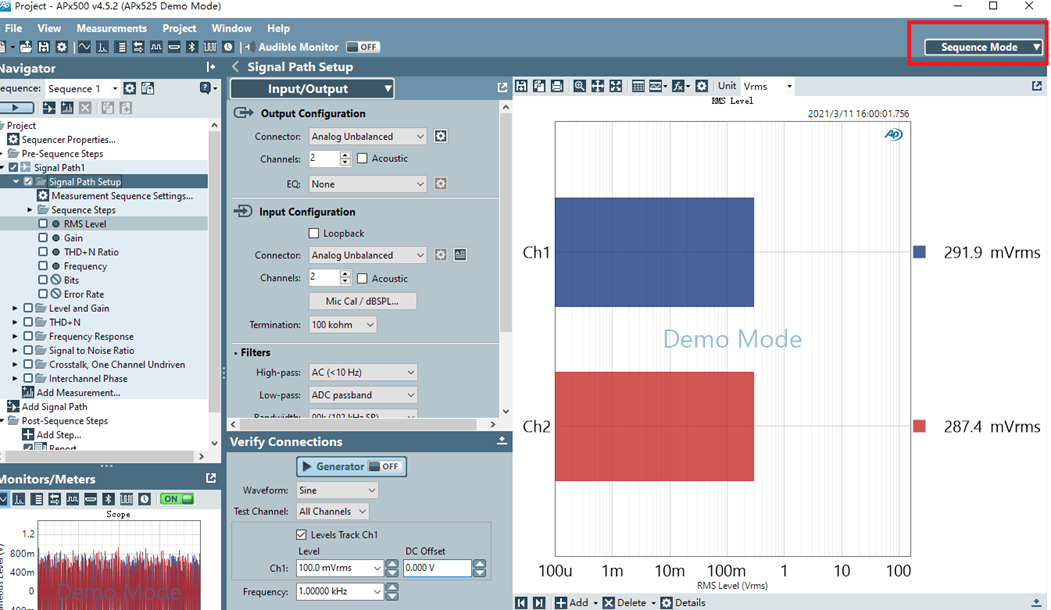 Project - APx500 v4.5.2 (APx525 Demo Mode)
File View Measurements Project Window Help
Audible Monitor OFF
Sequence Mode
Navigator
Sequence 1
Project
Sequencer Properties...
Pre-Sequence Steps
Signal Path1
Signal Path Setup
Measurement Sequence Settings...
Sequence Steps
RMS Level
Gain
THD+N Ratio
Frequency
Bits
Error Rate
Level and Gain
THD+N
Frequency Response
Signal to Noise Ratio
Crosstalk, One Channel Undriven
Interchannel Phase
Add Measurement...
Add Signal Path
Post-Sequence Steps
Add Step...
Report
Monitors/Meters
ON
Scope
1.2
800m
400m
0
-400m
Demo Mode
Signal Path Setup
Input/Output
Output Configuration
Connector: Analog Unbalanced
Channels: 2 Acoustic
EQ: None
Input Configuration
Loopback
Connector: Analog Unbalanced
Channels: 2 Acoustic
Mic Cal / dBSPL...
Termination: 100 kohm
Filters
High-pass: AC (<10 Hz)
Low-pass: ADC passband
Bandwidth: 90k (192 kHz SR)
Verify Connections
Generator OFF
Waveform: Sine
Test Channel: All Channels
Levels Track Ch1
Level DC Offset
Ch1: 100.0 mVrms 0.000 V
Frequency: 1.00000 kHz
Unit Vrms
RMS Level
2021/3/11 16:00:01.756
AP
Ch1 291.9 mVrms
Demo Mode
Ch2 287.4 mVrms
100u 1m 10m 100m 1 10 100
RMS Level (Vrms)
Add Delete Details